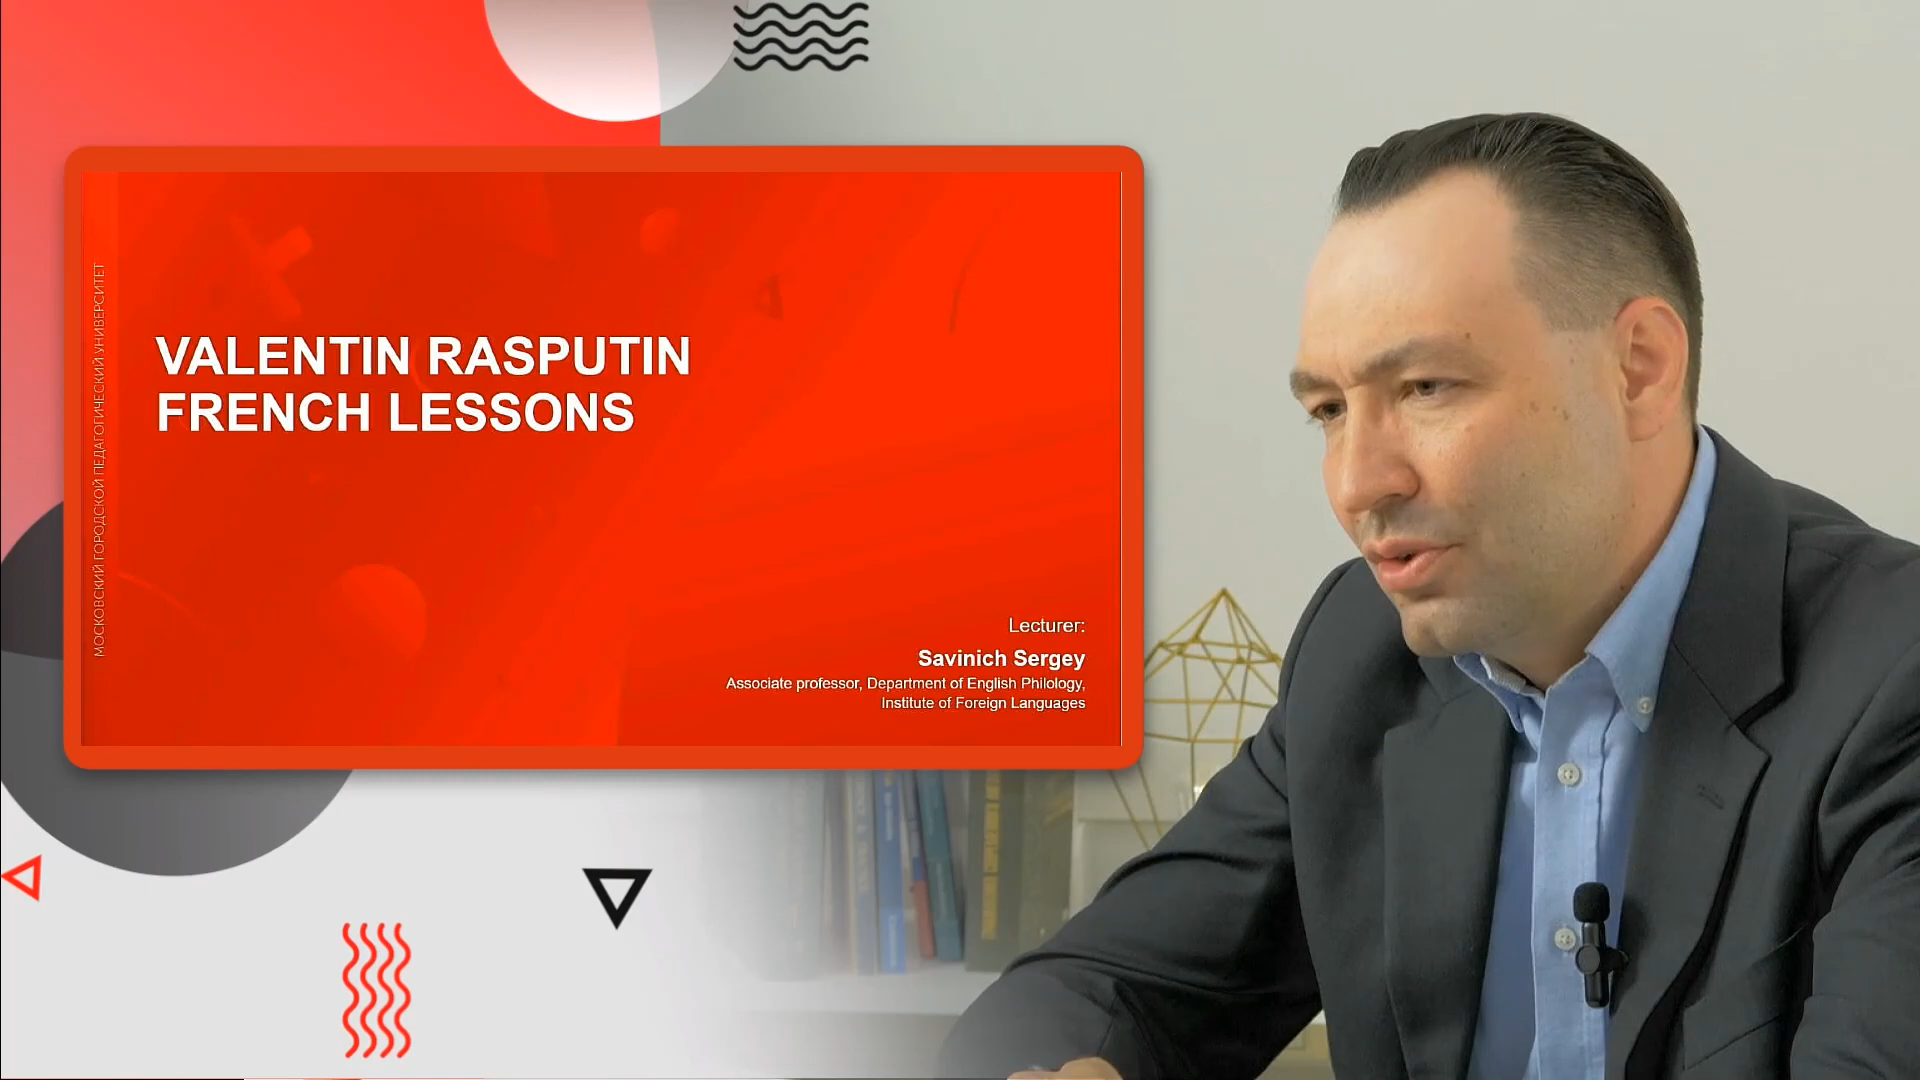 МОСКОВСКИЙ ГОРОДСКОЙ ПЕДАГОГИЧЕСКИЙ УНИВЕРСИТЕТ
VALENTIN RASPUTIN
FRENCH LESSONS
Lecturer:
Savinich Sergey
Associate professor, Department of English Philology,
Institute of Foreign Languages